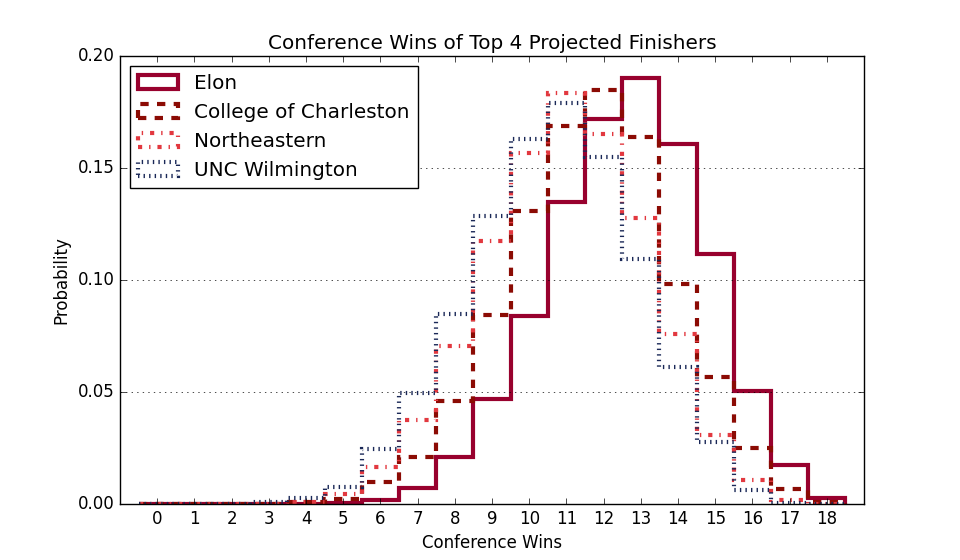 Conference Wins of Top 4 Projected Finishers
0.20
0.15
0.10
0.05
0.00
Probability
Elon
College of Charleston
Northeastern
UNC Wilmington
0 1 2 3 4 5 6 7 8 9 10 11 12 13 14 15 16 17 18
Conference Wins